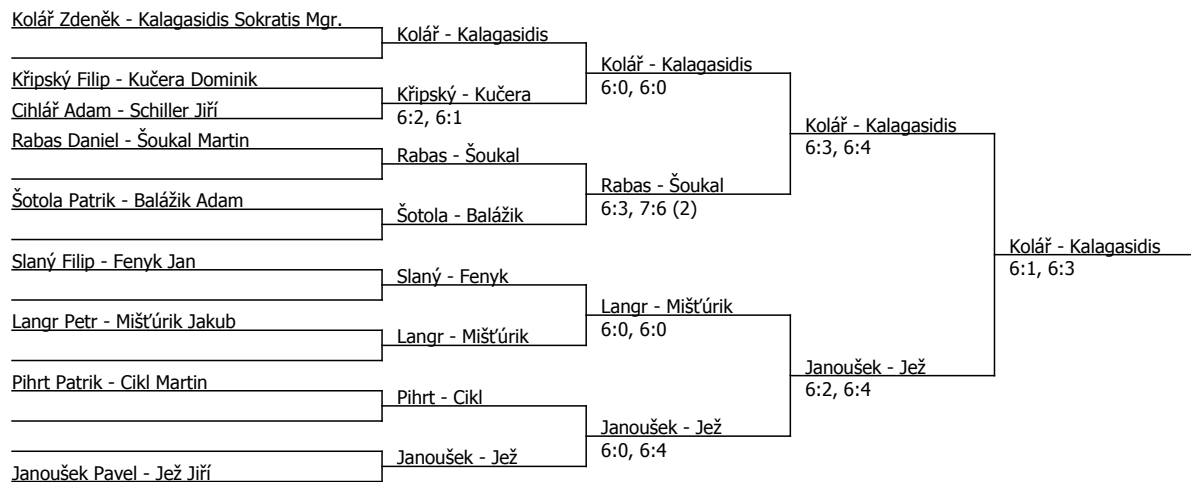 Kolář Zdeněk - Kalagasidis Sokratis Mgr.
Křipský Filip - Kučera Dominik
Cihlář Adam - Schiller Jiří
Rabas Daniel - Šoukal Martin
Šotola Patrik - Balážik Adam
Slaný Filip - Fenyk Jan
Langr Petr - Mišťúrik Jakub
Pihrt Patrik - Cikl Martin
Janoušek Pavel - Jež Jiří
Kolář - Kalagasidis
Křipský - Kučera
6:2, 6:1
Rabas - Šoukal
Šotola - Balážik
Slaný - Fenyk
Langr - Mišťúrik
Pihrt - Cikl
Janoušek - Jež
Kolář - Kalagasidis
6:0, 6:0
Rabas - Šoukal
6:3, 7:6 (2)
Langr - Mišťúrik
6:0, 6:0
Janoušek - Jež
6:0, 6:4
Kolář - Kalagasidis
6:3, 6:4
Janoušek - Jež
6:2, 6:4
Kolář - Kalagasidis
6:1, 6:3